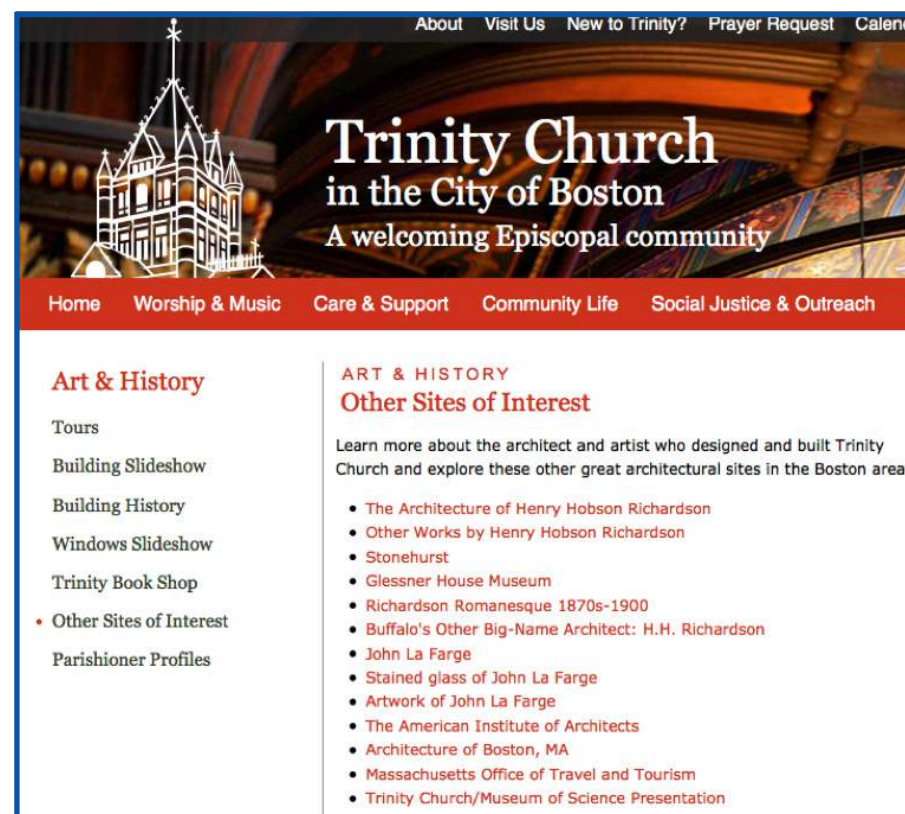 About Visit Us New to Trinity? Prayer Request
Trinity Church
in the City of Boston
A welcoming Episcopal community
Home Worship & Music Care & Support Community Life Social Justice & Outreach
Art & History
Tours
Building Slideshow
Building History
Windows Slideshow
Trinity Book Shop
Other Sites of Interest
Parishioner Profiles
ART & HISTORY
Other Sites of Interest
Learn more about the architect and artist who designed and built Trinity
Church and explore these other great architectural sites in the Boston area
The Architecture of Henry Hobson Richardson
Other Works by Henry Hobson Richardson
Stonehurst
Glessner House Museum
Richardson Romanesque 1870s-1900
Buffalo's Other Big-Name Architect: H.H. Richardson
John La Farge
Stained glass of John La Farge
Artwork of John La Farge
The American Institute of Architects
Architecture of Boston, MA
Massachusetts Office of Travel and Tourism
Trinity Church/Museum of Science Presentation